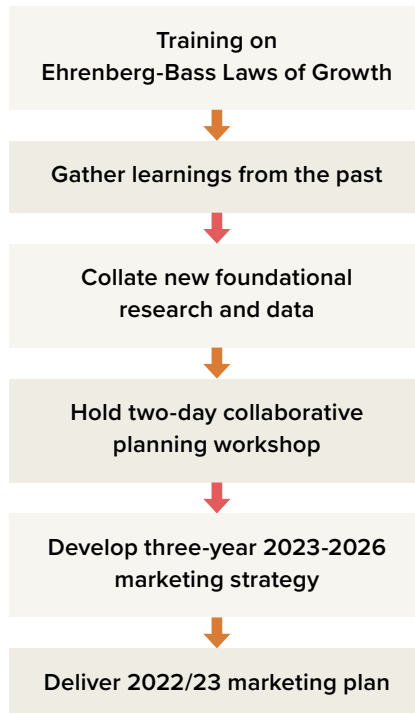 Training on
Ehrenberg-Bass Laws of Growth
Gather learnings from the past
Collate new foundational
research and data
Hold two-day collaborative
planning workshop
Develop three-year 2023-2026
marketing strategy
Deliver 2022/23 marketing plan